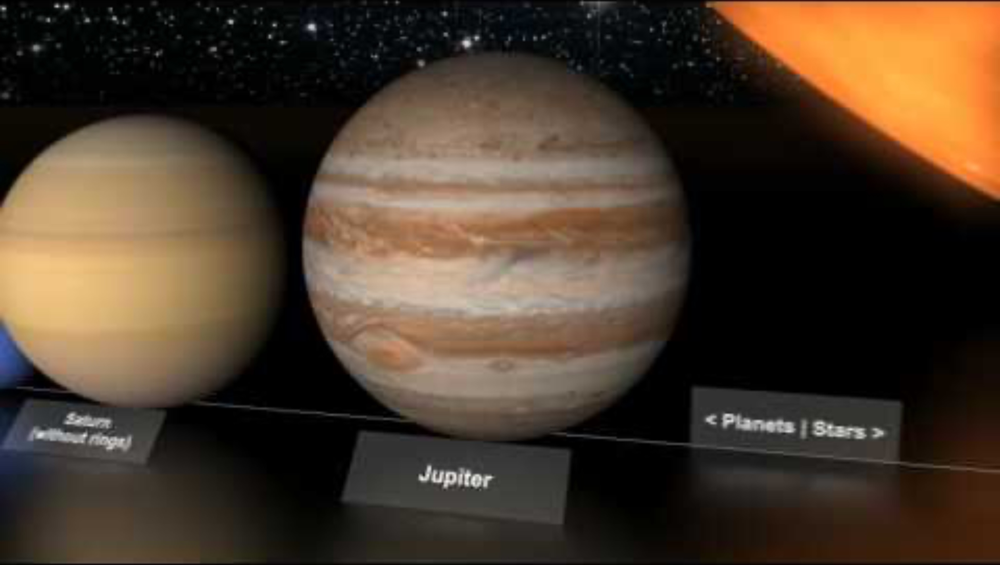 Saturn
(without rings)
Jupiter
< Planets | Stars >